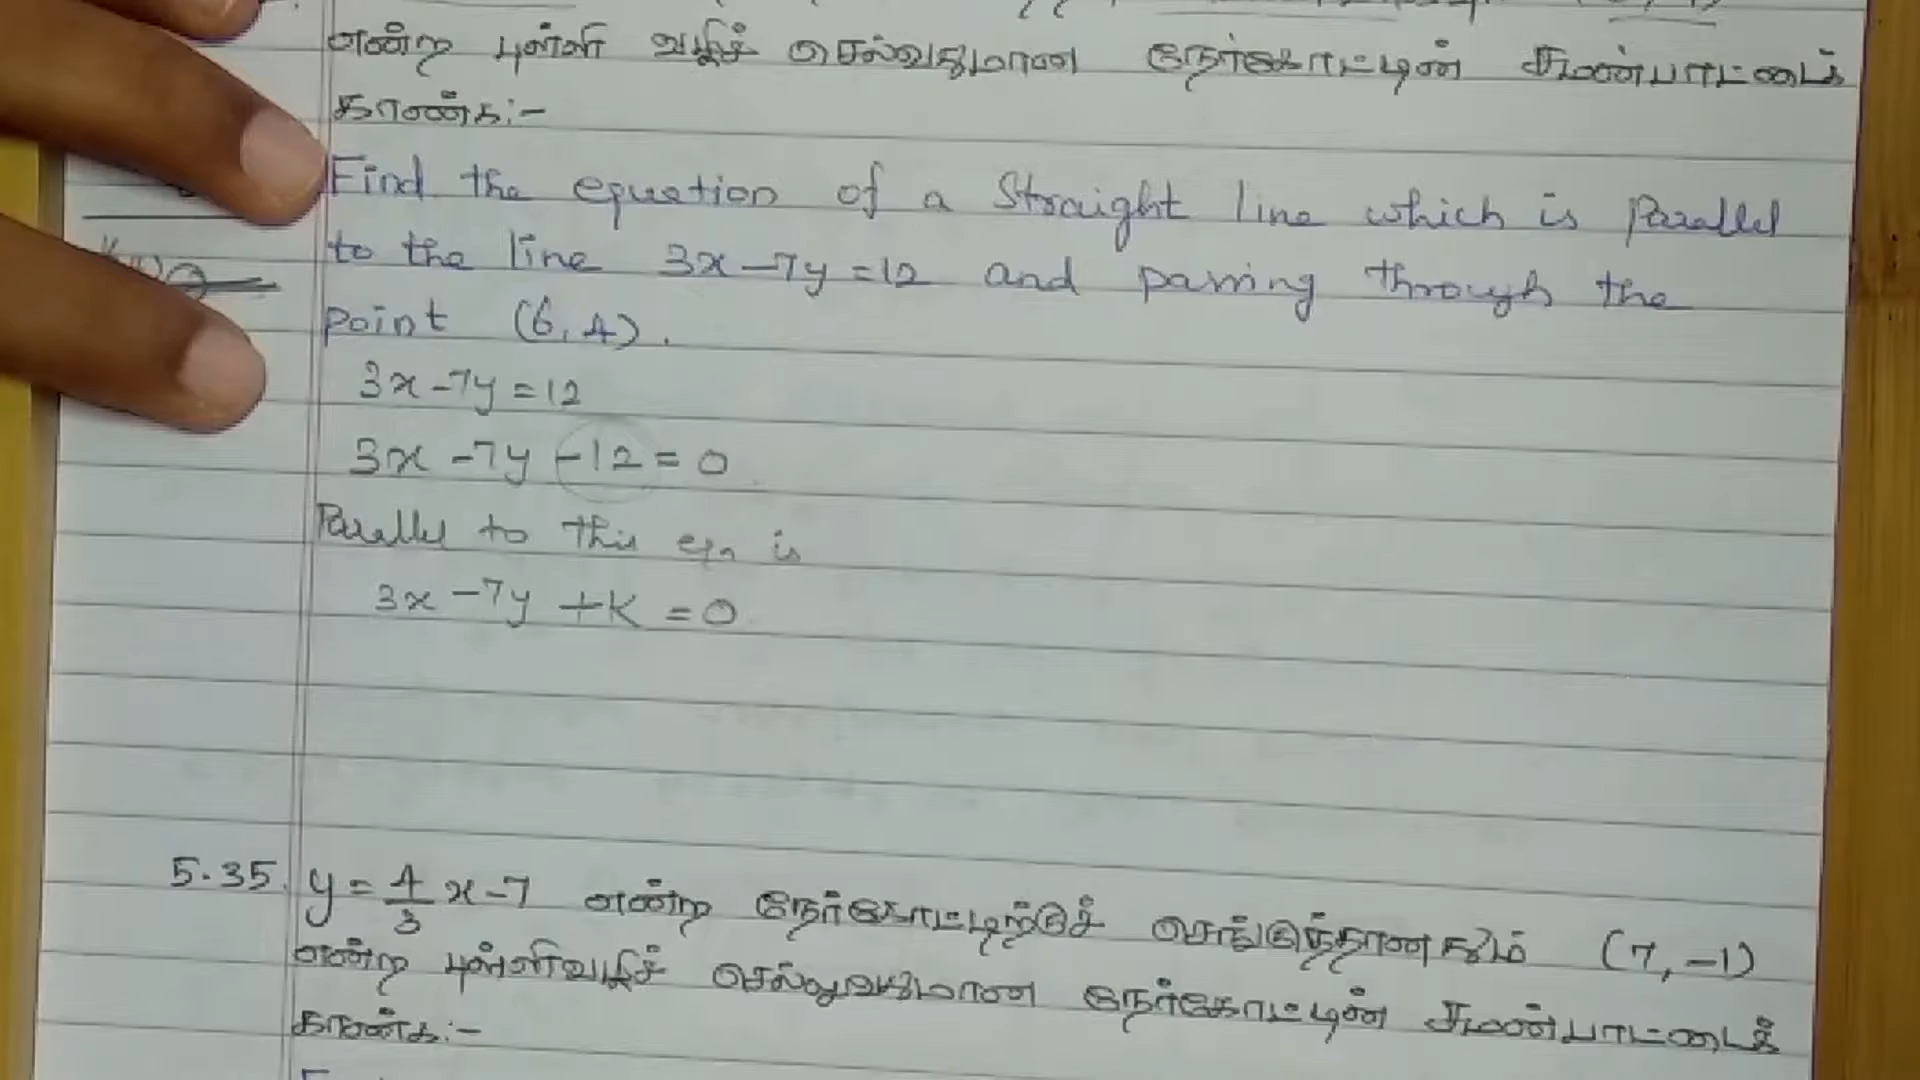 என்ற புள்ளி வழிச் செல்வதுமான நேர்கோட்டின் சமன்பாட்டைக்
காண்க:-
Find the equation of a Straight line which is Parallel
to the line 3x-7y=12 and passing through the
point (6,4).
3x-7y=12
3x-7y-12=0
Parallel to this eqn is
3x-7y+K=0
5.35. y=4/3 x-7 என்ற நேர்கோட்டிற்குச் செங்குத்தானதும் (7,-1)
என்ற புள்ளிவழிச் செல்லுவதுமான நேர்கோட்டின் சமன்பாட்டைக்
காண்க:-